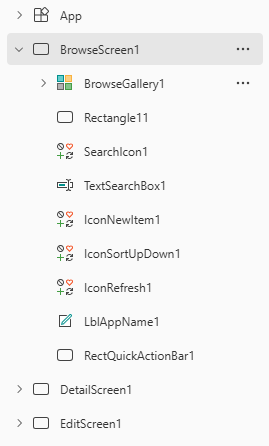 App
BrowseScreen1
BrowseGallery1
Rectangle11
SearchIcon1
TextSearchBox1
IconNewItem1
IconSortUpDown1
IconRefresh1
LblAppName1
RectQuickActionBar1
DetailScreen1
EditScreen1